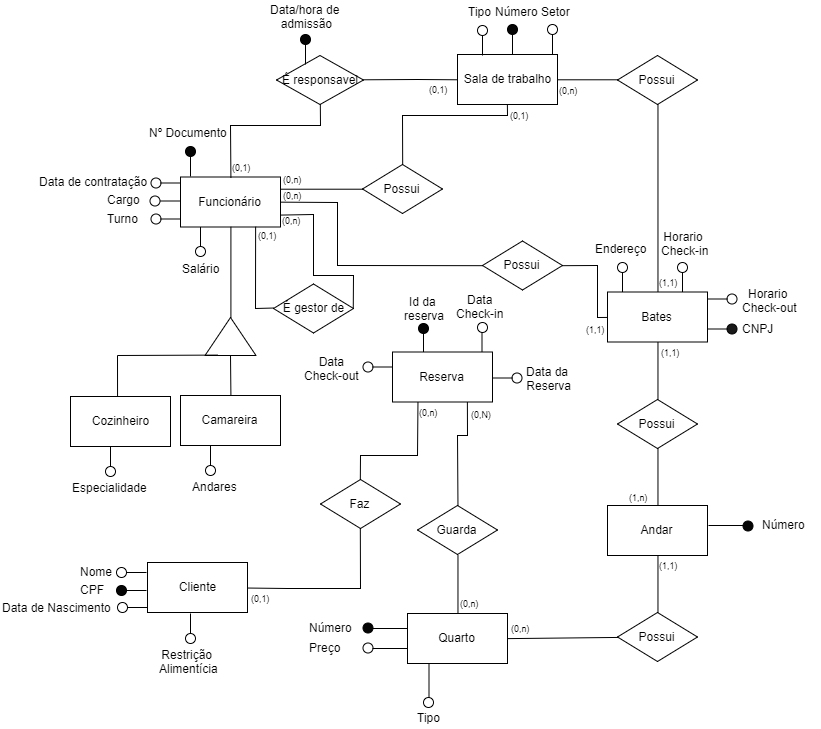 Data/hora de
admissão
Tipo Número Setor
É responsavel
Sala de trabalho
Possui
(0,1)
(0,n)
(0,1)
Nº Documento
(0,1)
Data de contratação
Cargo
Turno
Funcionário
(0,n)
(0,n)
(0,n)
Possui
Salário
(0,1)
Endereço
Horario
Check-in
Possui
(1,1)
É gestor de
Id da
reserva
Data
Check-in
Bates
Horario
Check-out
CNPJ
(1,1)
(1,1)
Data
Check-out
Reserva
Data da
Reserva
(0,n)
(0,N)
Cozinheiro
Camareira
Possui
Especialidade
Andares
Faz
Guarda
(1,n)
Andar
Número
(1,1)
Nome
CPF
Data de Nascimento
Cliente
(0,1)
(0,n)
Restrição
Alimentícia
Número
Preço
Quarto
(0,n)
Possui
Tipo